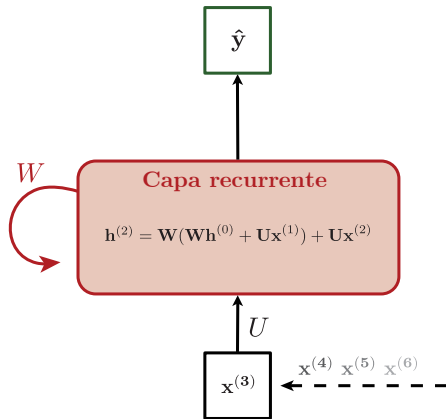 ŷ
W
Capa recurrente
h^(2) = W(Wh^(0) + Ux^(1)) + Ux^(2)
U
x^(3)
x^(4) x^(5) x^(6)